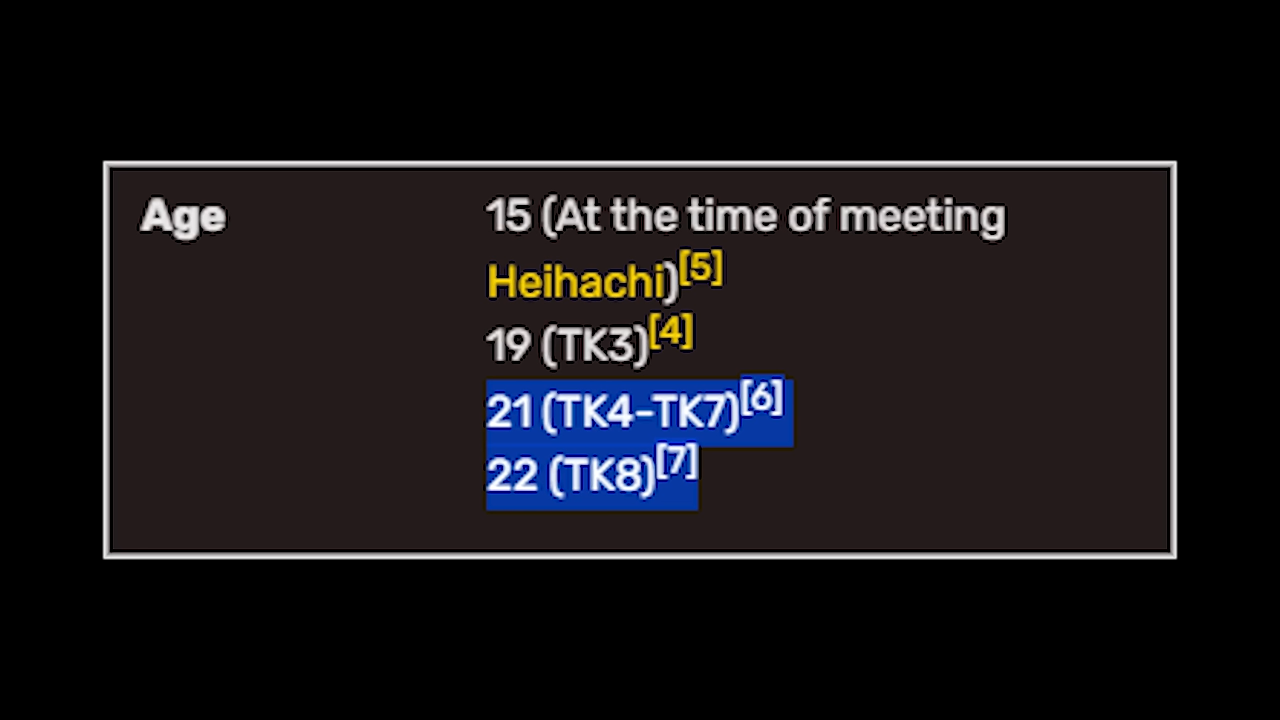 Age 15 (At the time of meeting
Heihachi)[5]
19 (TK3)[4]
21 (TK4-TK7)[6]
22 (TK8)[7]